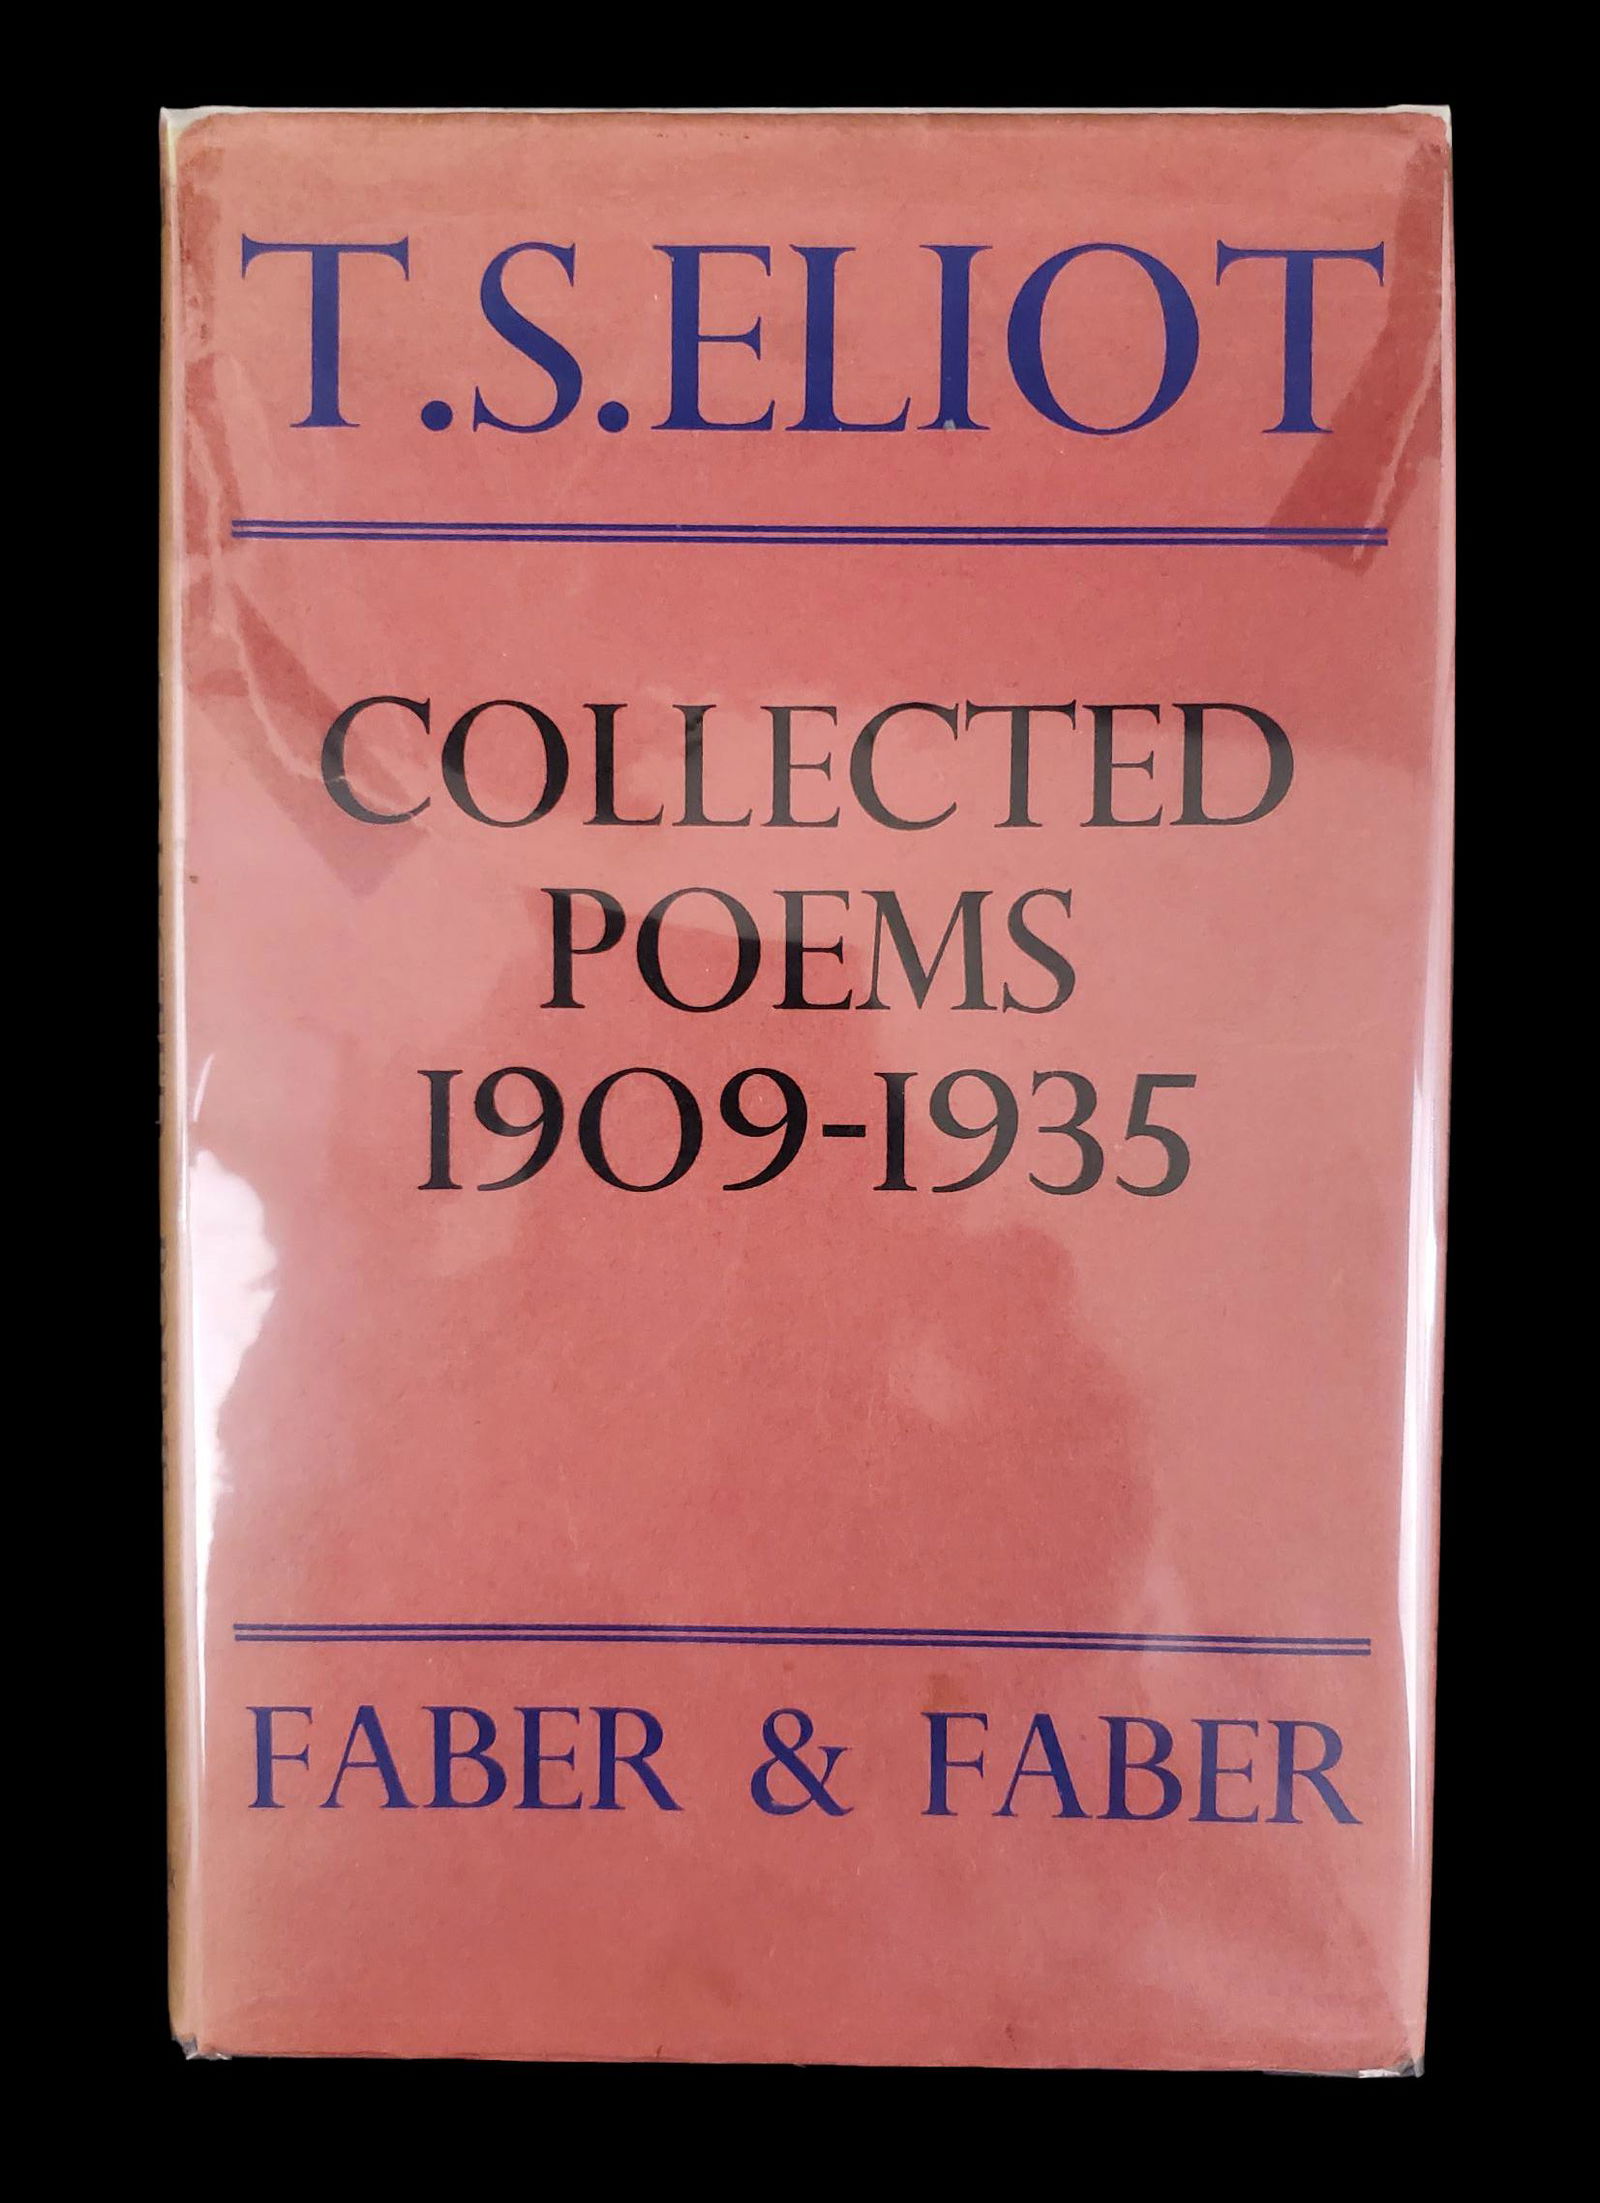 T.S.ELIOT
COLLECTED
POEMS
1909-1935
FABER & FABER